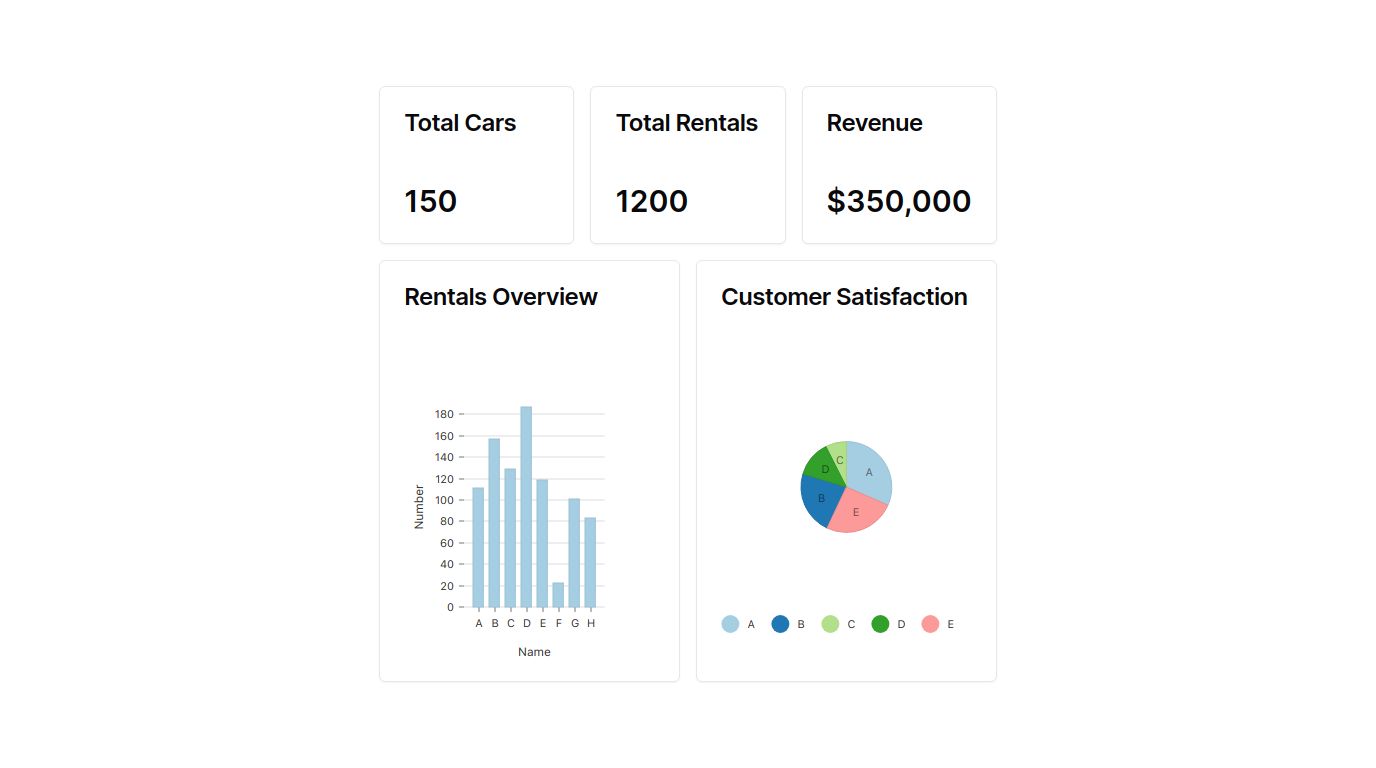 Total Cars
150
Total Rentals
1200
Revenue
$350,000
Rentals Overview
Number
180
160
140
120
100
80
60
40
20
0
A B C D E F G H
Name
Customer Satisfaction
C
D
A
B
E
A B C D E